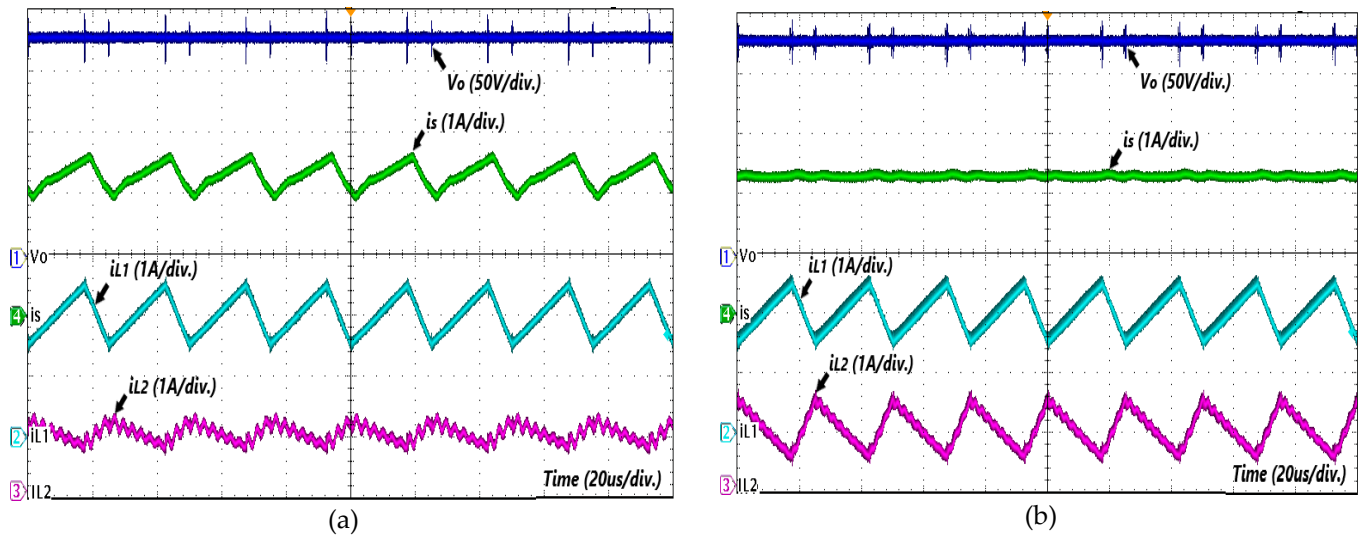 Vo (50V/div.)
is (1A/div.)
1 Vo
iL1 (1A/div.)
4 is
iL2 (1A/div.)
2 iL1
Time (20us/div.)
3 IL2
(a)
Vo (50V/div.)
is (1A/div.)
1 Vo
iL1 (1A/div.)
4 is
iL2 (1A/div.)
2 iL1
Time (20us/div.)
3 IL2
(b)